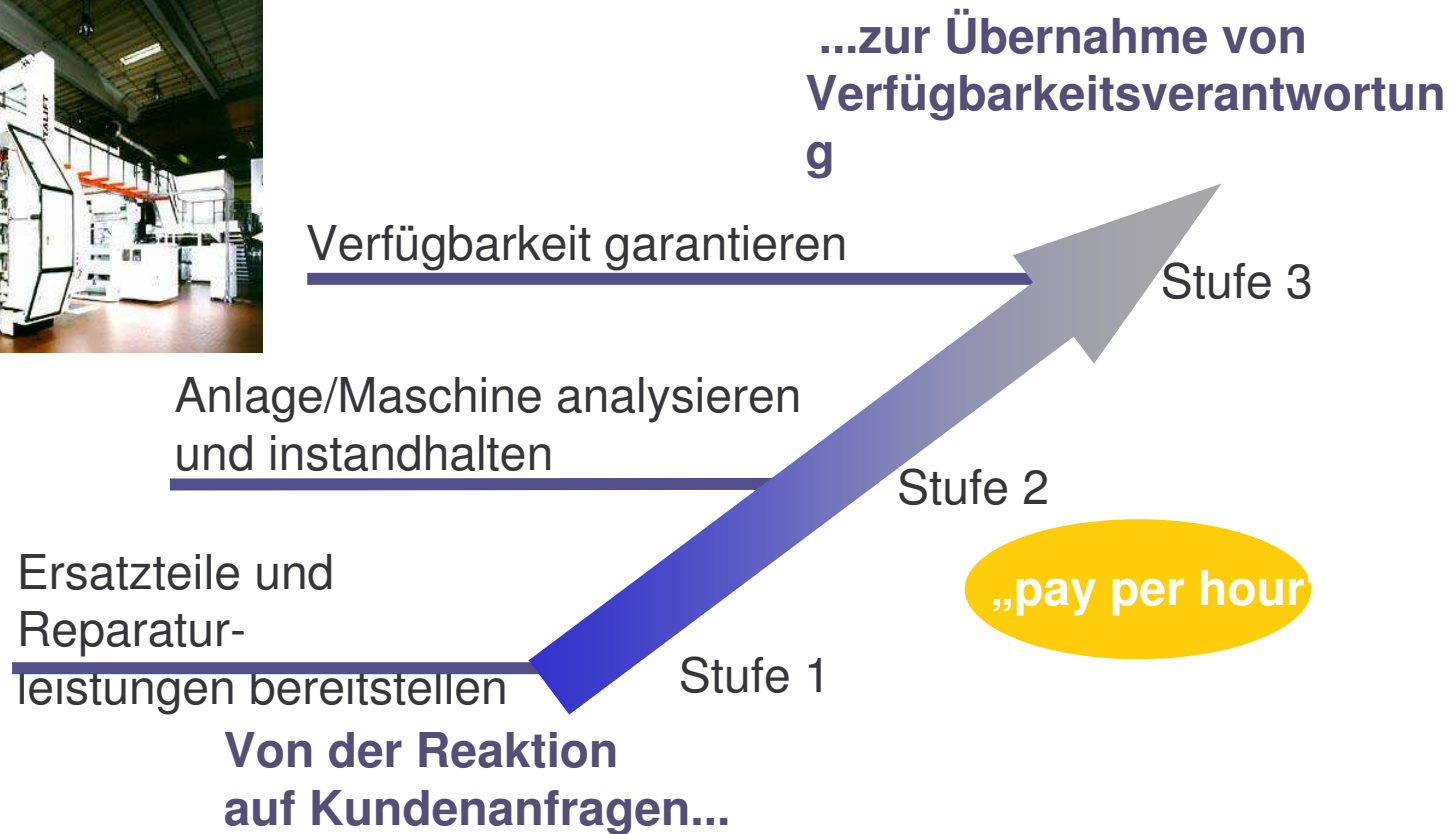 ...zur Übernahme von
Verfügbarkeitsverantwortun
g
Verfügbarkeit garantieren
Stufe 3
Anlage/Maschine analysieren
und instandhalten
Stufe 2
Ersatzteile und
Reparatur-
leistungen bereitstellen
„pay per hour“
Stufe 1
Von der Reaktion
auf Kundenanfragen...